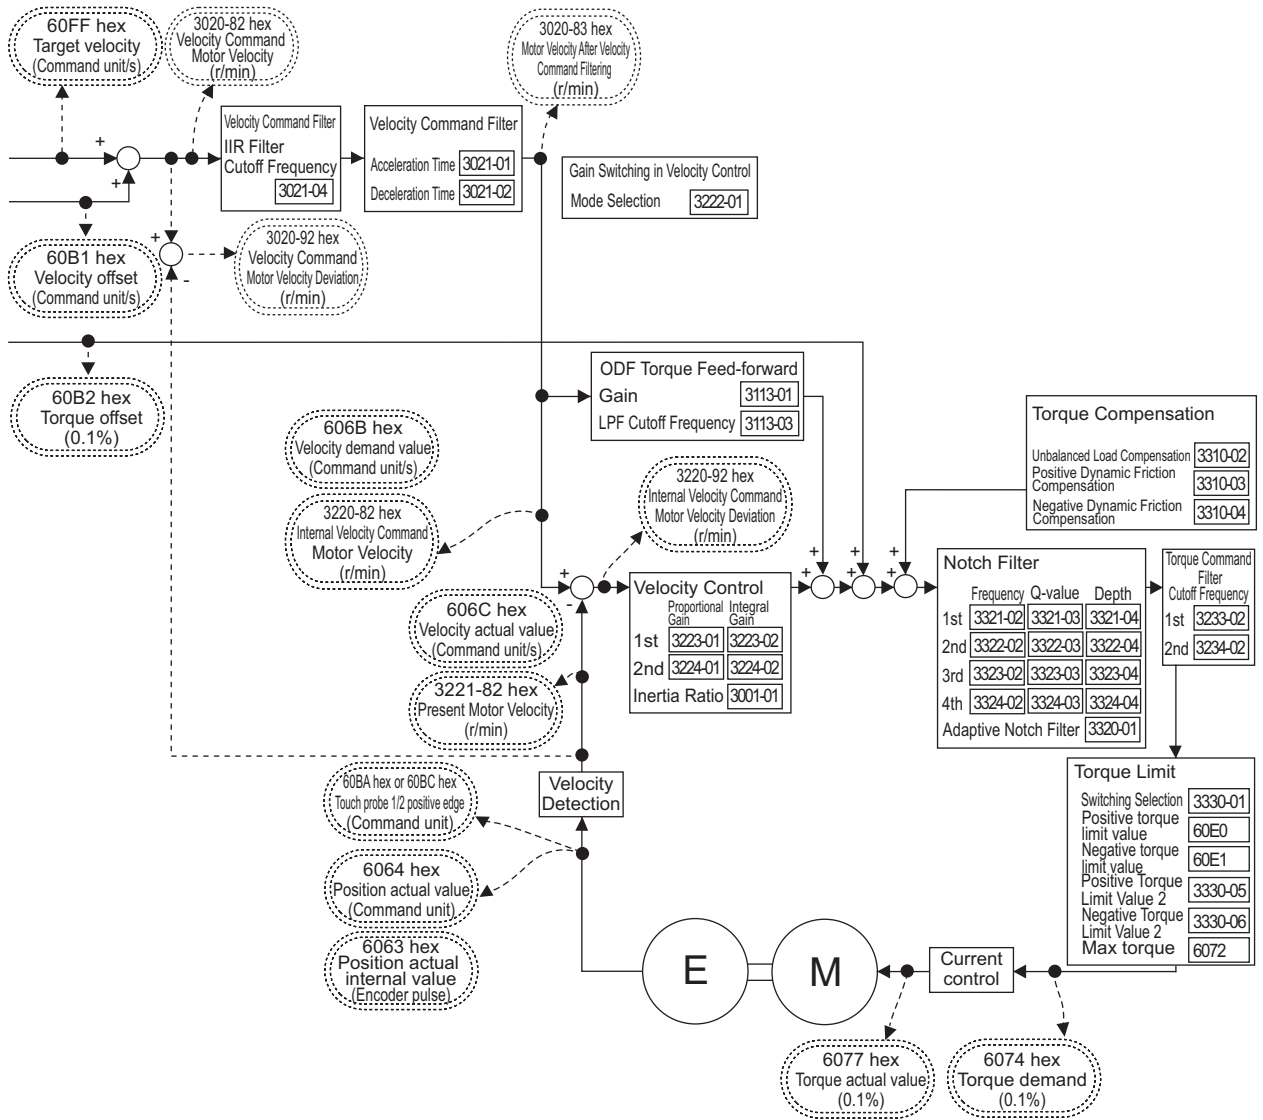 60FF hex
Target velocity
(Command unit/s)
3020-82 hex
Velocity Command
Motor Velocity
(r/min)
3020-83 hex
Motor Velocity After Velocity
Command Filtering
(r/min)
+
+
Velocity Command Filter
IIR Filter
Cutoff Frequency
3021-04
Velocity Command Filter
Acceleration Time 3021-01
Deceleration Time 3021-02
Gain Switching in Velocity Control
Mode Selection 3222-01
60B1 hex
Velocity offset
(Command unit/s)
+
-
3020-92 hex
Velocity Command
Motor Velocity Deviation
(r/min)
60B2 hex
Torque offset
(0.1%)
ODF Torque Feed-forward
Gain 3113-01
LPF Cutoff Frequency 3113-03
Torque Compensation
Unbalanced Load Compensation 3310-02
Positive Dynamic Friction
Compensation 3310-03
Negative Dynamic Friction
Compensation 3310-04
606B hex
Velocity demand value
(Command unit/s)
3220-82 hex
Internal Velocity Command
Motor Velocity
(r/min)
3220-92 hex
Internal Velocity Command
Motor Velocity Deviation
(r/min)
+
-
+
+
+
+
+
+
606C hex
Velocity actual value
(Command unit/s)
3221-82 hex
Present Motor Velocity
(r/min)
Velocity Control
Proportional Integral
Gain Gain
1st 3223-01 3223-02
2nd 3224-01 3224-02
Inertia Ratio 3001-01
Notch Filter
Frequency Q-value Depth
1st 3321-02 3321-03 3321-04
2nd 3322-02 3322-03 3322-04
3rd 3323-02 3323-03 3323-04
4th 3324-02 3324-03 3324-04
Adaptive Notch Filter 3320-01
Torque Command
Filter
Cutoff Frequency
1st 3233-02
2nd 3234-02
Velocity
Detection
60BA hex or 60BC hex
Touch probe 1/2 positive edge
(Command unit)
6064 hex
Position actual value
(Command unit)
6063 hex
Position actual
internal value
(Encoder pulse)
Torque Limit
Switching Selection 3330-01
Positive torque
limit value 60E0
Negative torque
limit value 60E1
Positive Torque
Limit Value 2 3330-05
Negative Torque
Limit Value 2 3330-06
Max torque 6072
E
M
Current
control
6077 hex
Torque actual value
(0.1%)
6074 hex
Torque demand
(0.1%)